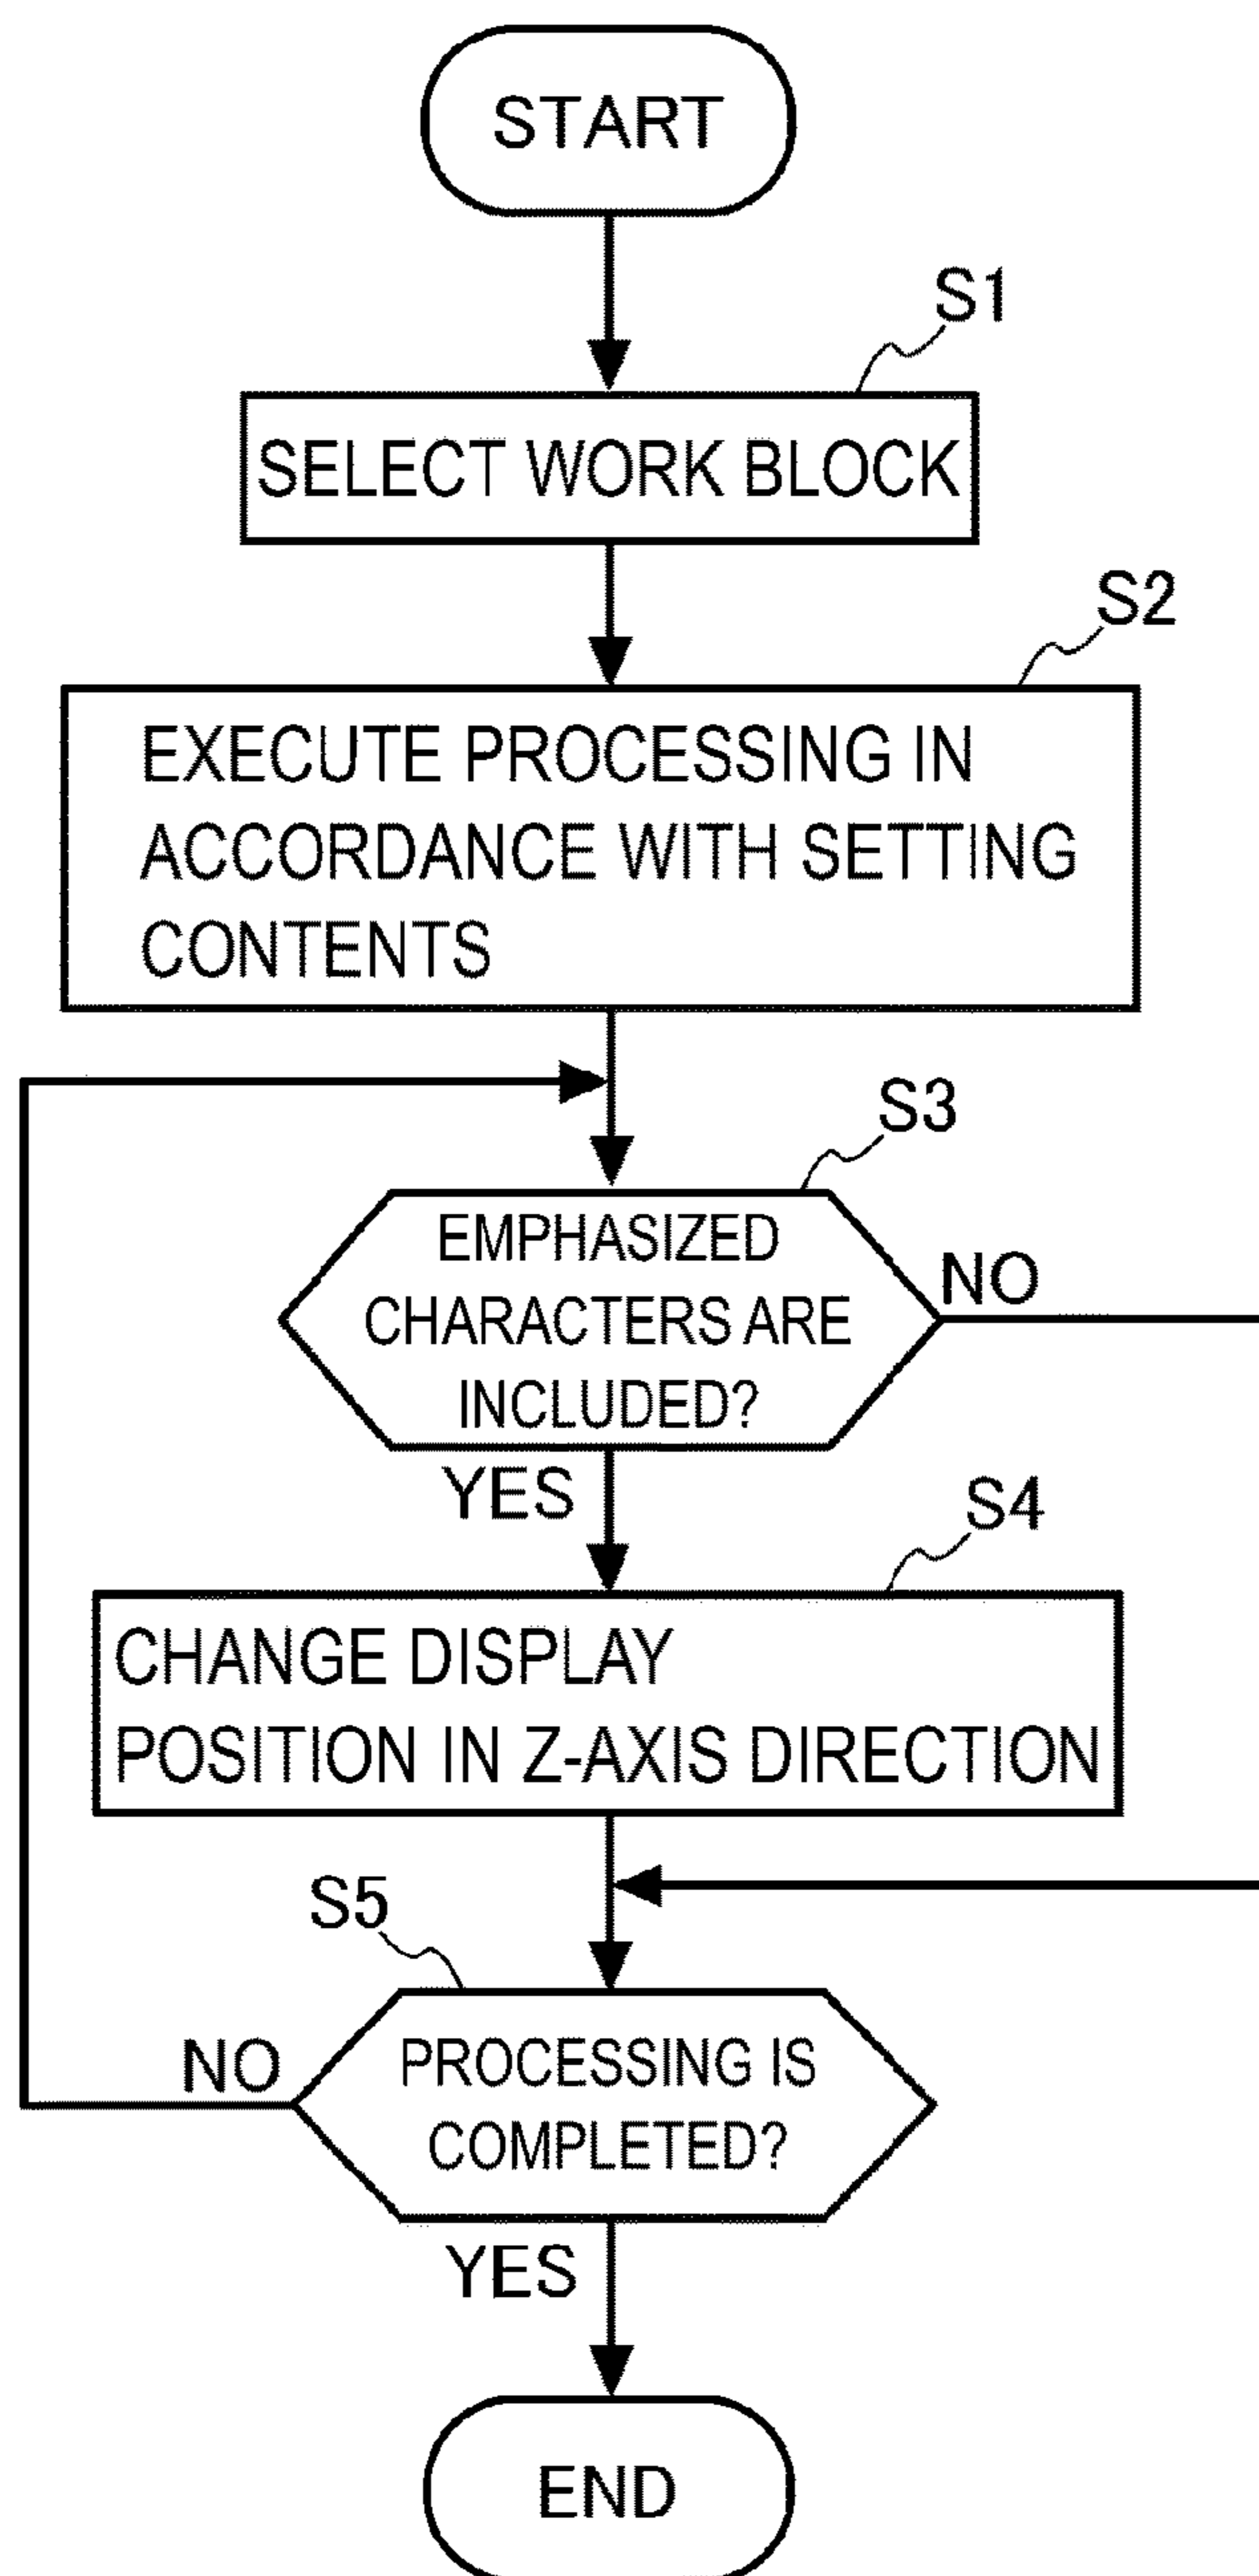 START
S1
SELECT WORK BLOCK
S2
EXECUTE PROCESSING IN
ACCORDANCE WITH SETTING
CONTENTS
S3
EMPHASIZED
CHARACTERS ARE
INCLUDED?
NO
YES
S4
CHANGE DISPLAY
POSITION IN Z-AXIS DIRECTION
S5
PROCESSING IS
COMPLETED?
NO
YES
END